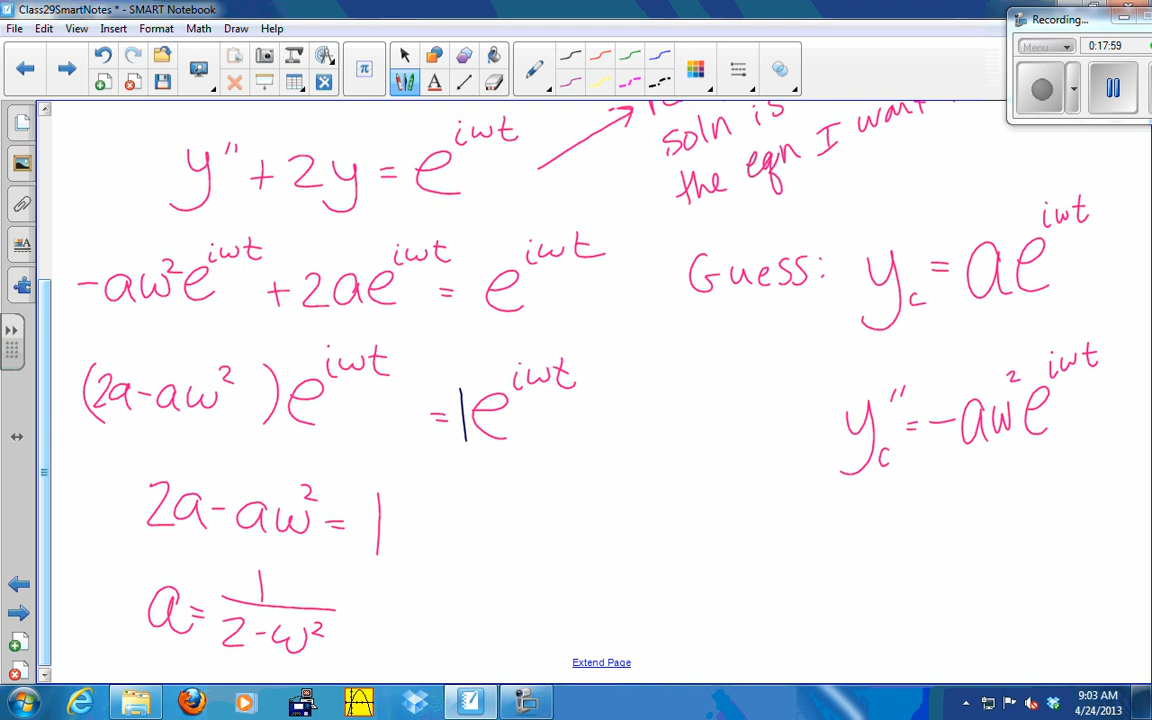 Class29SmartNotes * - SMART Notebook
File Edit View Insert Format Math Draw Help
Recording...
Menu
0:17:59
soln is
the eqn I want
y" + 2y = e^{iwt}
-aw²e^{iwt} + 2ae^{iwt} = e^{iwt}
Guess: y_c = ae^{iwt}
(2a-aw²)e^{iwt} = 1e^{iwt}
y_c" = -aw²e^{iwt}
2a-aw² = 1
a = 1/(2-w²)
Extend Page
9:03 AM
4/24/2013